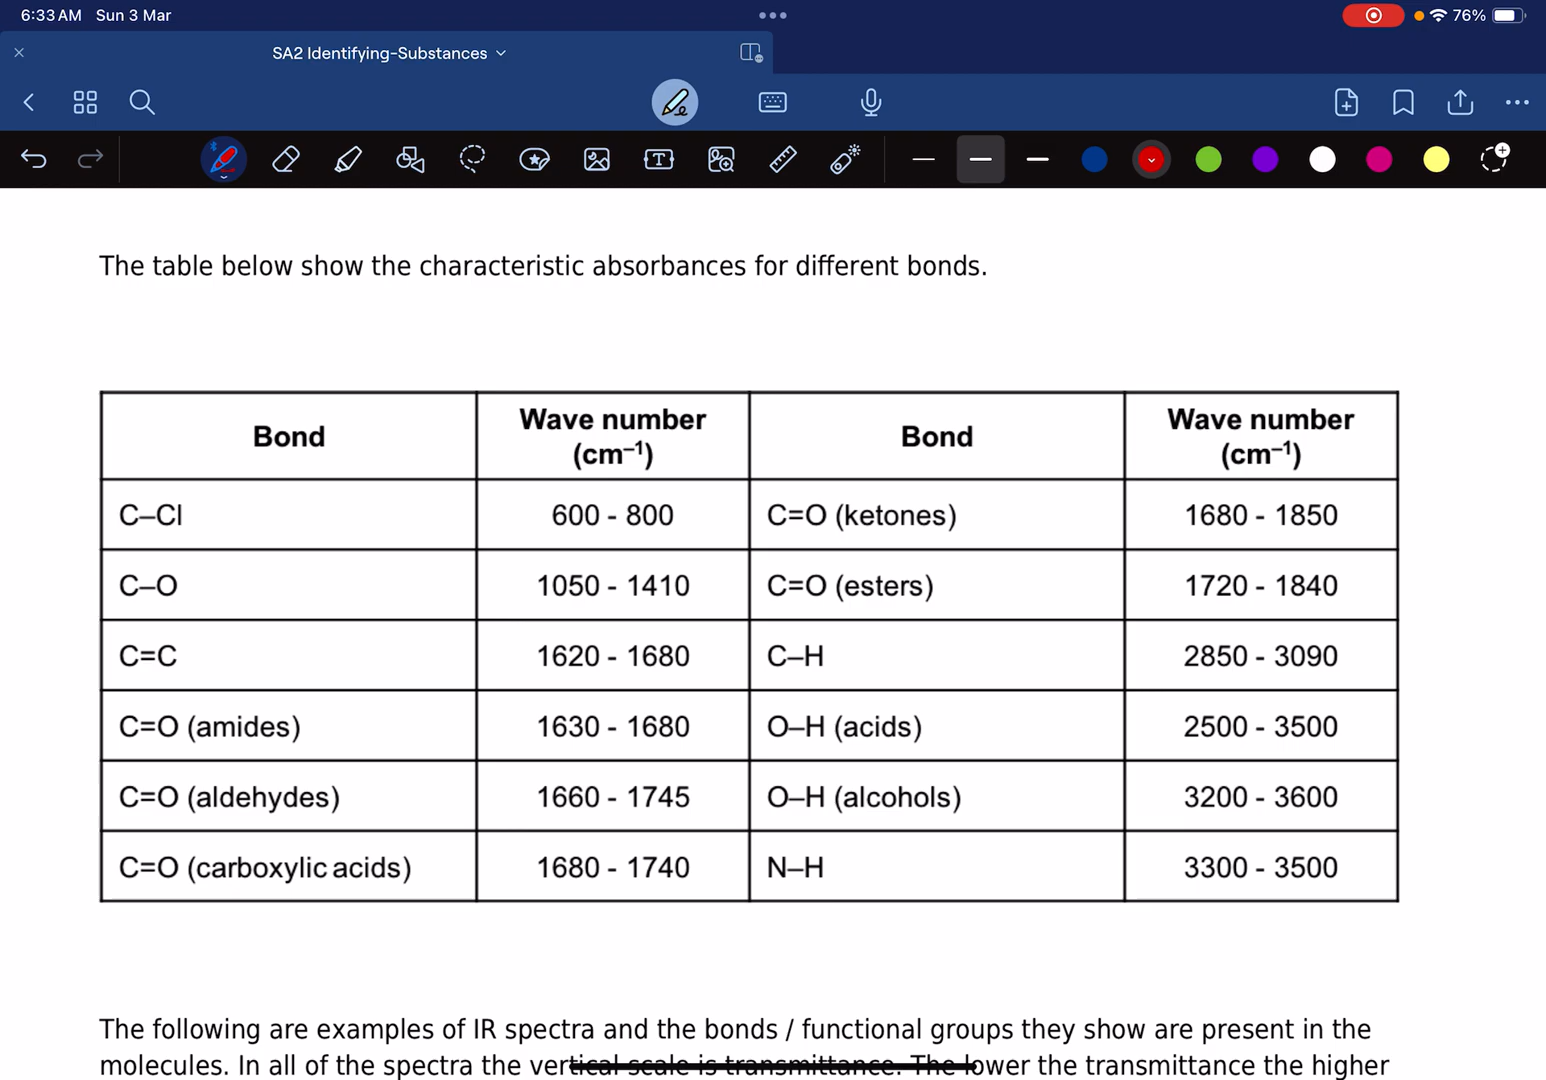 6:33 AM Sun 3 Mar
76%
SA2 Identifying-Substances
The table below show the characteristic absorbances for different bonds.
Bond Wave number (cm⁻¹) Bond Wave number (cm⁻¹)
C–Cl 600 - 800 C=O (ketones) 1680 - 1850
C–O 1050 - 1410 C=O (esters) 1720 - 1840
C=C 1620 - 1680 C–H 2850 - 3090
C=O (amides) 1630 - 1680 O–H (acids) 2500 - 3500
C=O (aldehydes) 1660 - 1745 O–H (alcohols) 3200 - 3600
C=O (carboxylic acids) 1680 - 1740 N–H 3300 - 3500
The following are examples of IR spectra and the bonds / functional groups they show are present in the
molecules. In all of the spectra the vertical scale is transmittance. The lower the transmittance the higher